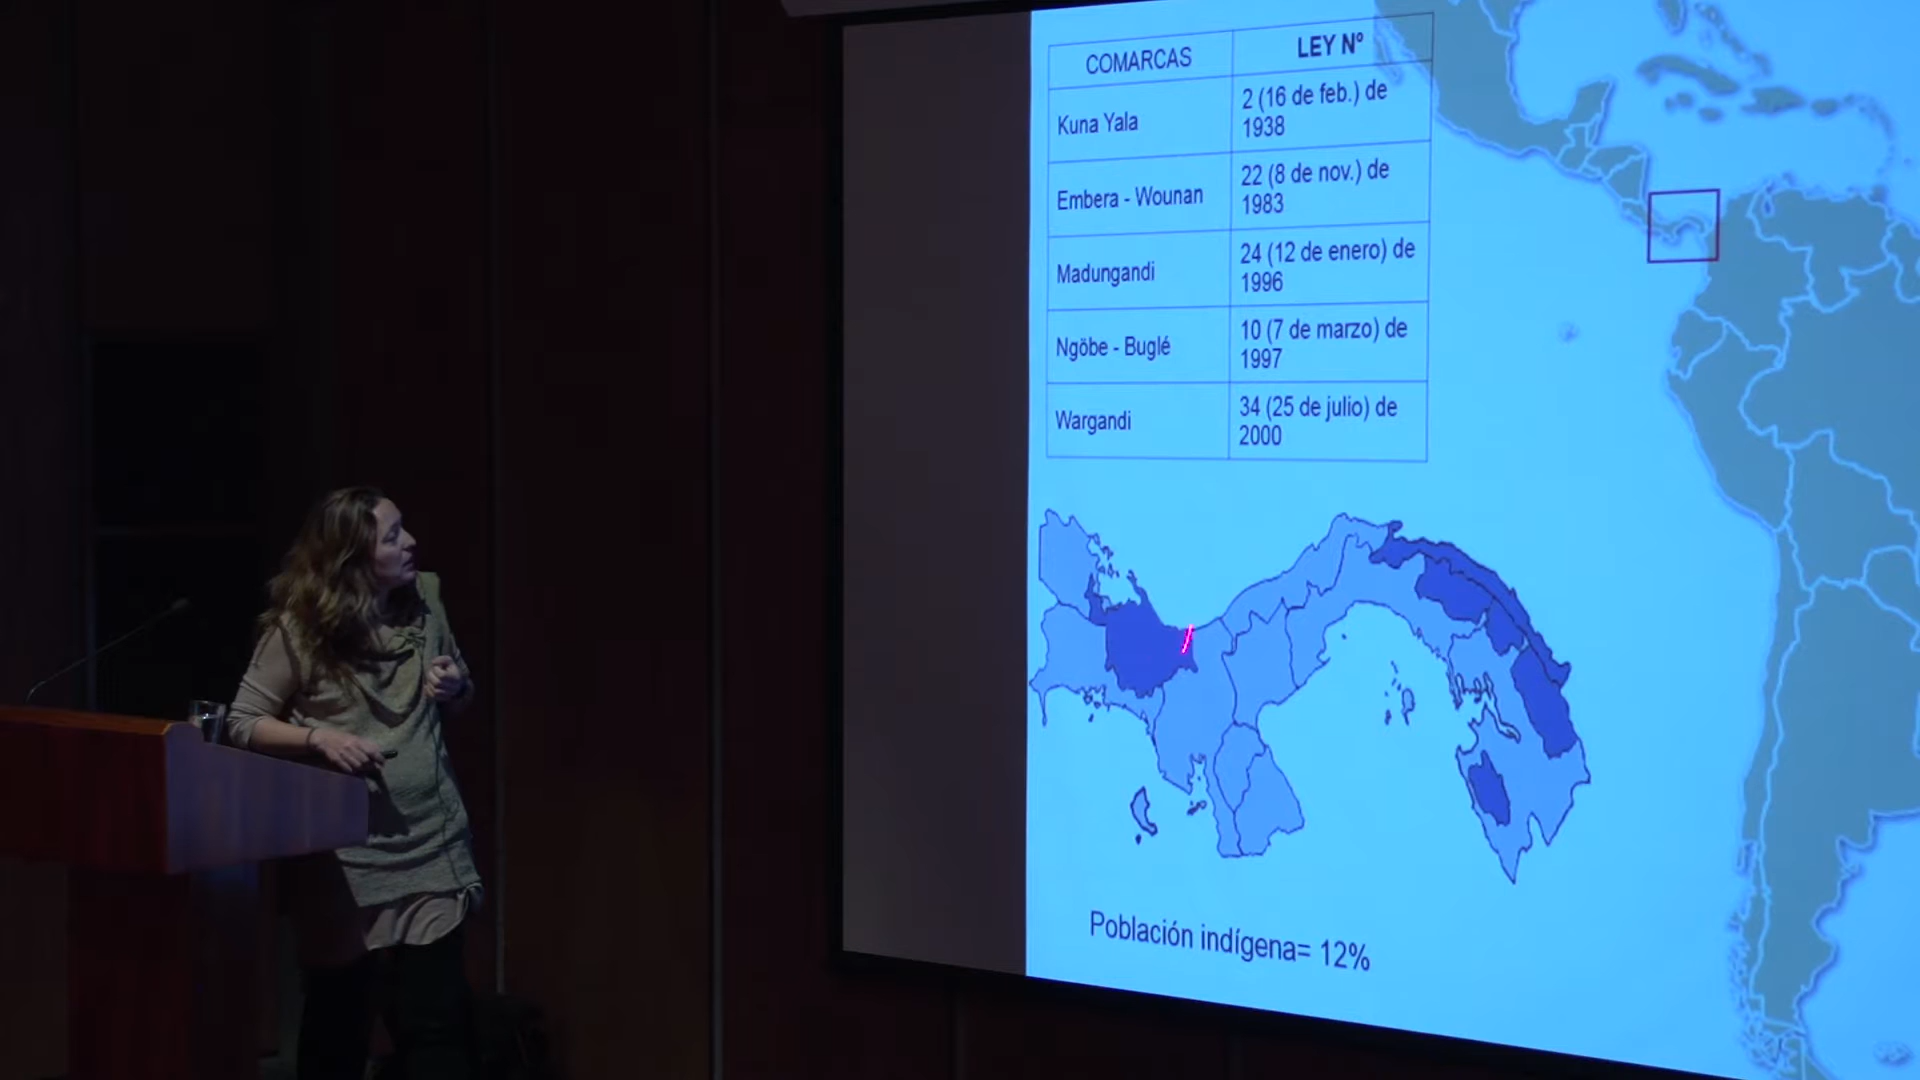 COMARCAS
LEY Nº
Kuna Yala
2 (16 de feb.) de
1938
Embera - Wounan
22 (8 de nov.) de
1983
Madungandi
24 (12 de enero) de
1996
Ngöbe - Buglé
10 (7 de marzo) de
1997
Wargandi
34 (25 de julio) de
2000
Población indígena= 12%